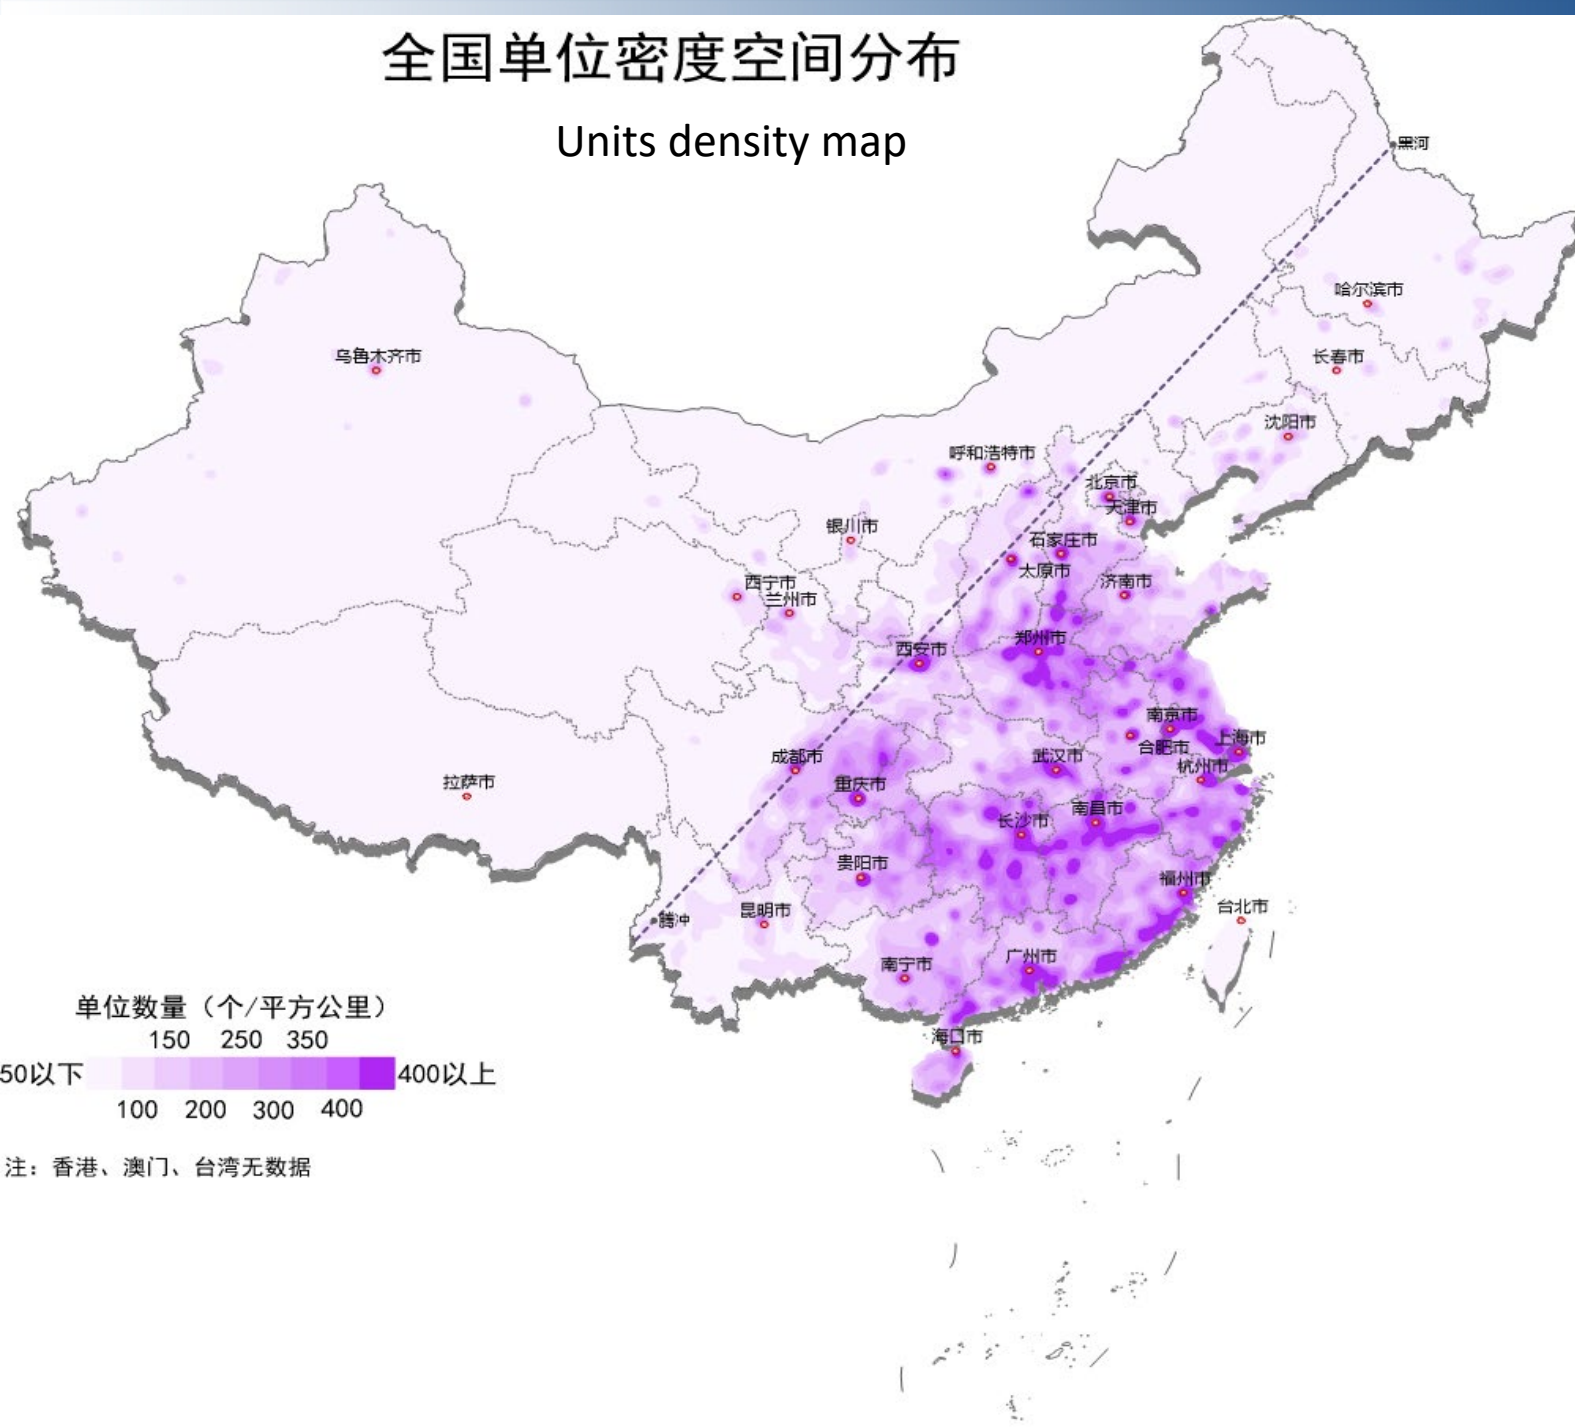 全国单位密度空间分布
Units density map
黑河
哈尔滨市
乌鲁木齐市
长春市
沈阳市
呼和浩特市
北京市
天津市
银川市
石家庄市
太原市
西宁市
济南市
兰州市
郑州市
西安市
南京市
上海市
合肥市
成都市
武汉市
杭州市
拉萨市
重庆市
南昌市
长沙市
贵阳市
福州市
台北市
昆明市
腾冲
广州市
南宁市
海口市
单位数量（个/平方公里）
150 250 350
50以下
400以上
100 200 300 400
注：香港、澳门、台湾无数据